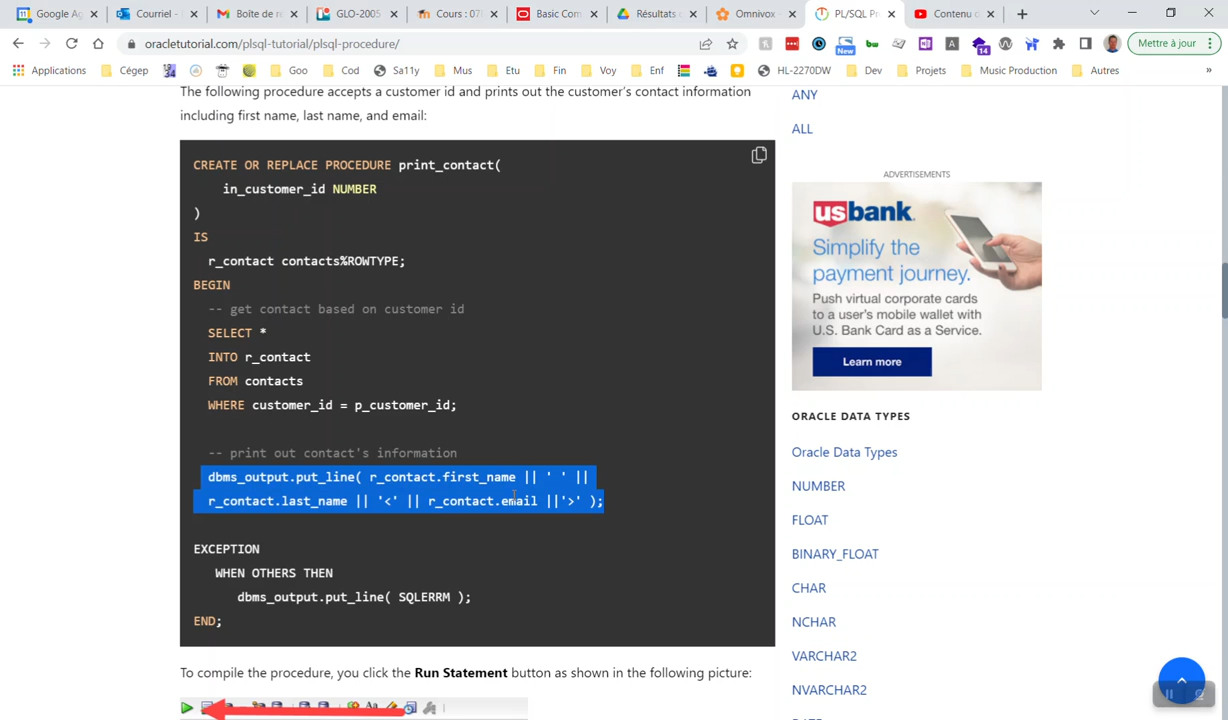 Google Ag
Courriel -
Boîte de r
GLO-2005
Cours : 07
Basic Com
Résultats
Omnivox -
PL/SQL Pr
Contenu c
oracletutorial.com/plsql-tutorial/plsql-procedure/
New
14
Mettre à jour
Applications
Cégep
Goo
Cod
Sa11y
Mus
Etu
Fin
Voy
Enf
HL-2270DW
Dev
Projets
Music Production
Autres
»
The following procedure accepts a customer id and prints out the customer's contact information
including first name, last name, and email:
CREATE OR REPLACE PROCEDURE print_contact(
in_customer_id NUMBER
)
IS
r_contact contacts%ROWTYPE;
BEGIN
-- get contact based on customer id
SELECT *
INTO r_contact
FROM contacts
WHERE customer_id = p_customer_id;
-- print out contact's information
dbms_output.put_line( r_contact.first_name || ' ' ||
r_contact.last_name || '<' || r_contact.email ||'>' );
EXCEPTION
WHEN OTHERS THEN
dbms_output.put_line( SQLERRM );
END;
To compile the procedure, you click the Run Statement button as shown in the following picture:
ANY
ALL
ADVERTISEMENTS
usbank.
Simplify the
payment journey.
Push virtual corporate cards
to a user's mobile wallet with
U.S. Bank Card as a Service.
Learn more
ORACLE DATA TYPES
Oracle Data Types
NUMBER
FLOAT
BINARY_FLOAT
CHAR
NCHAR
VARCHAR2
NVARCHAR2